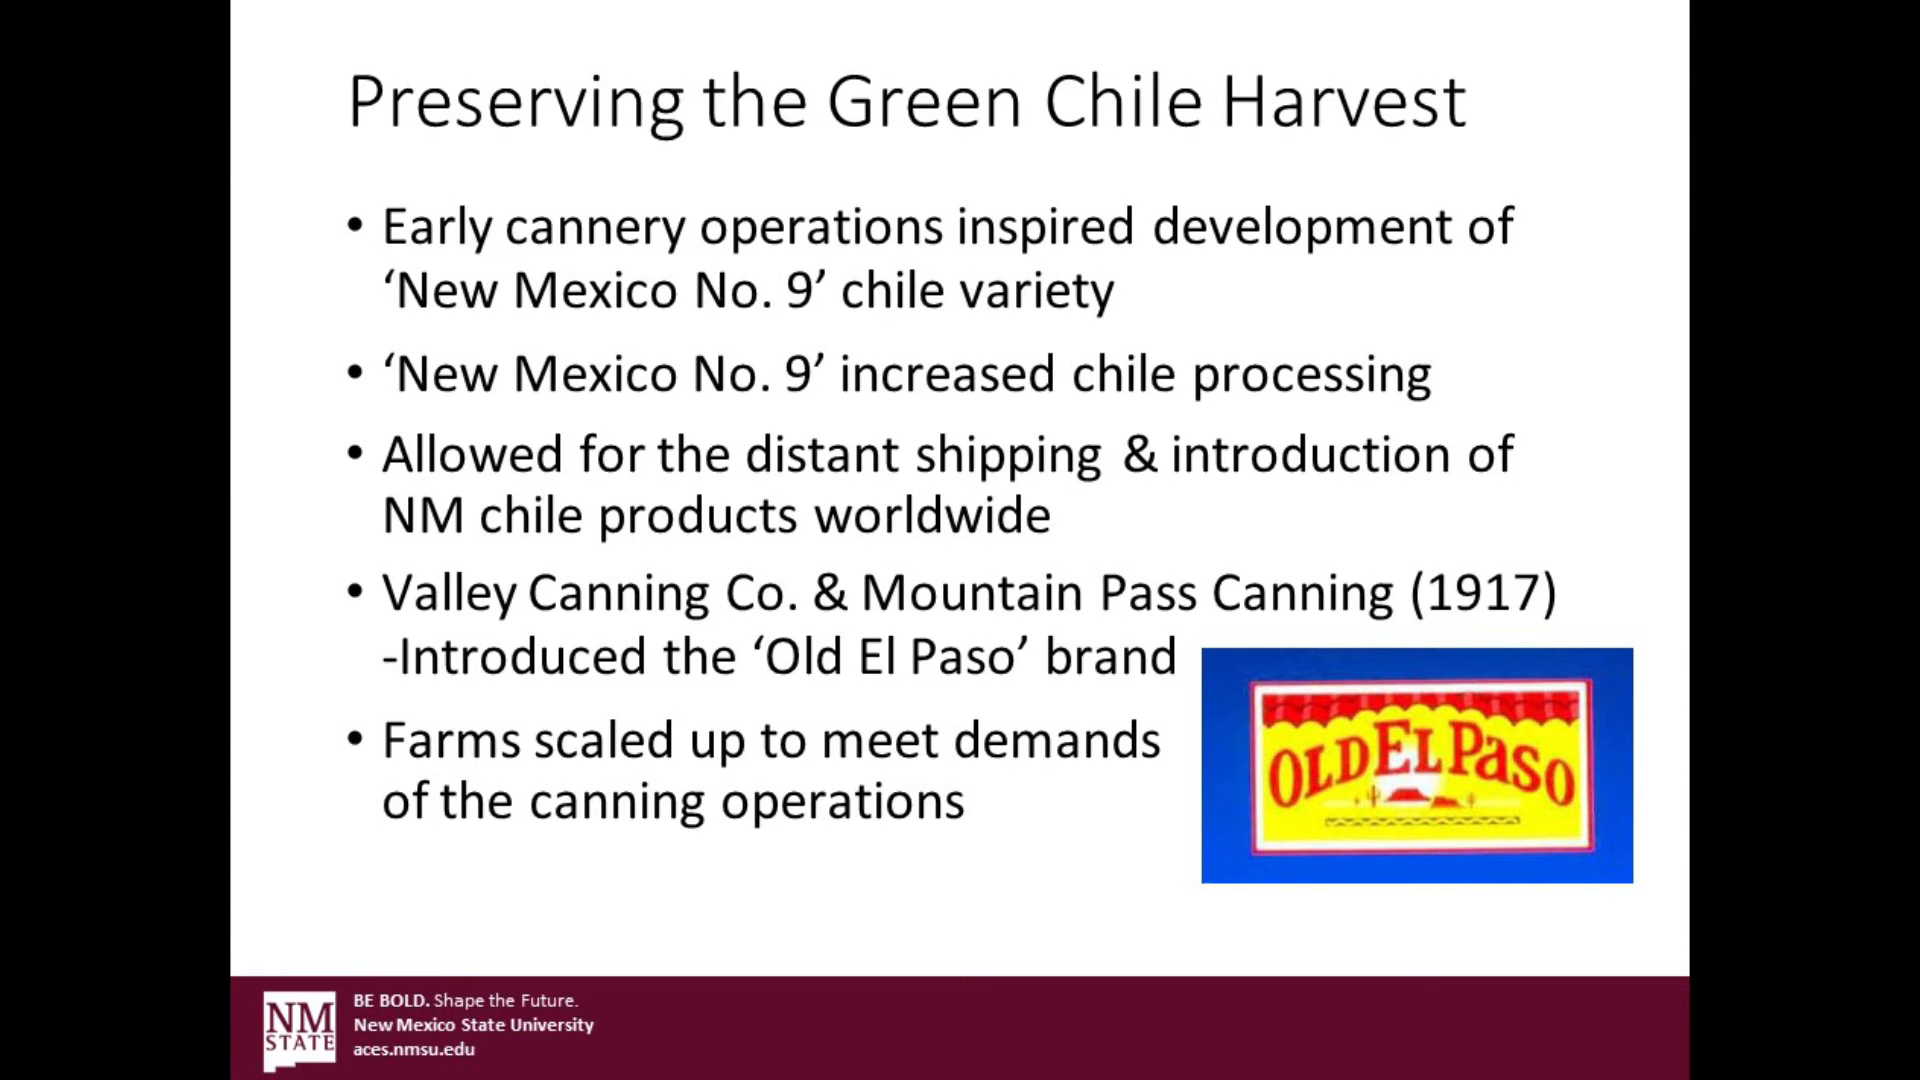 Preserving the Green Chile Harvest
• Early cannery operations inspired development of
‘New Mexico No. 9’ chile variety
• ‘New Mexico No. 9’ increased chile processing
• Allowed for the distant shipping & introduction of
NM chile products worldwide
• Valley Canning Co. & Mountain Pass Canning (1917)
-Introduced the ‘Old El Paso’ brand
• Farms scaled up to meet demands
of the canning operations
OLD EL PaSO
NM
STATE
BE BOLD. Shape the Future.
New Mexico State University
aces.nmsu.edu